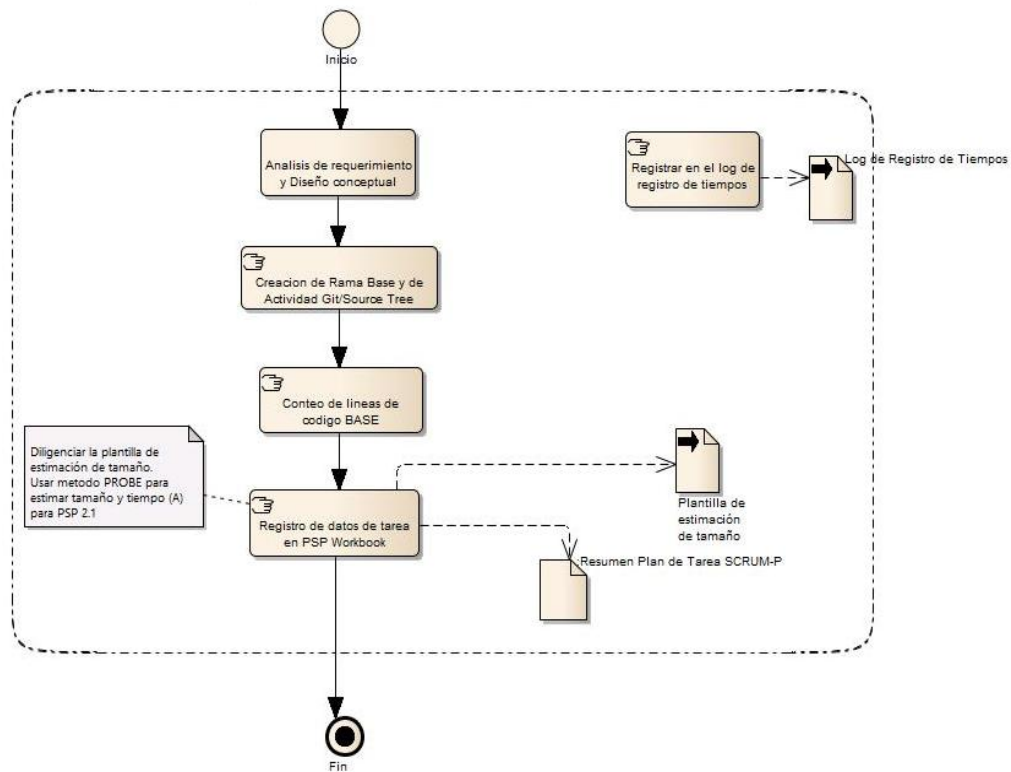 Inicio
Analisis de requerimiento
y Diseño conceptual
Registrar en el log de
registro de tiempos
Log de Registro de Tiempos
Creacion de Rama Base y de
Actividad Git/Source Tree
Conteo de lineas de
codigo BASE
Diligenciar la plantilla de
estimación de tamaño.
Usar metodo PROBE para
estimar tamaño y tiempo (A)
para PSP 2.1
Registro de datos de tarea
en PSP Workbook
Plantilla de
estimación
de tamaño
:Resumen Plan de Tarea SCRUM-P
Fin